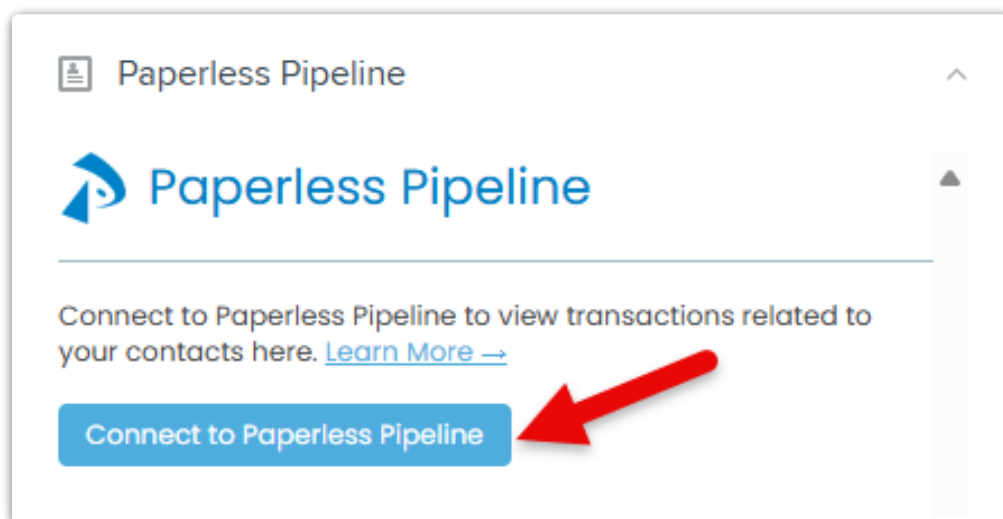 Paperless Pipeline
Paperless Pipeline
Connect to Paperless Pipeline to view transactions related to
your contacts here. Learn More →
Connect to Paperless Pipeline